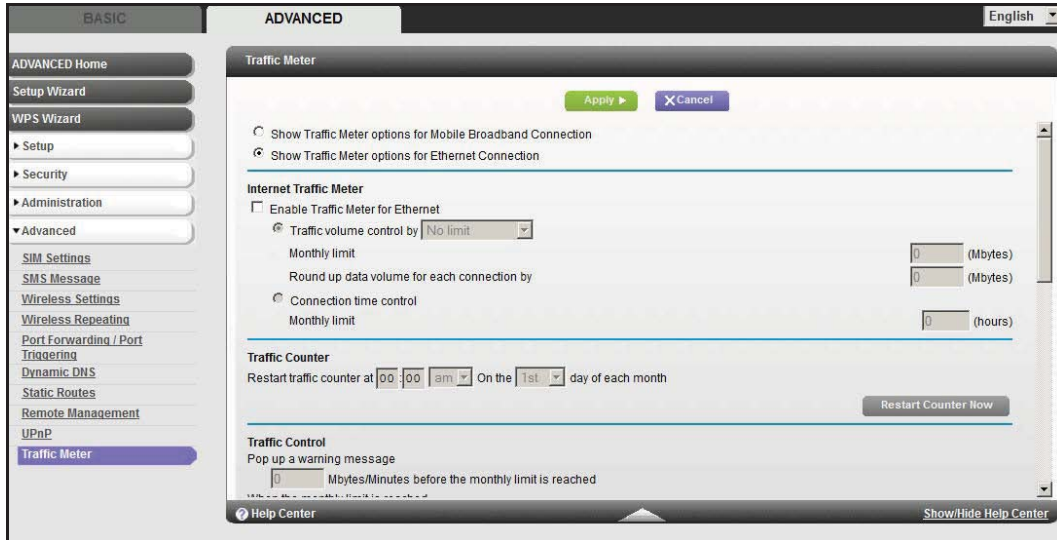 BASIC
ADVANCED
English
ADVANCED Home
Setup Wizard
WPS Wizard
Setup
Security
Administration
Advanced
SIM Settings
SMS Message
Wireless Settings
Wireless Repeating
Port Forwarding / Port
Triggering
Dynamic DNS
Static Routes
Remote Management
UPnP
Traffic Meter
Traffic Meter
Apply
Cancel
Show Traffic Meter options for Mobile Broadband Connection
Show Traffic Meter options for Ethernet Connection
Internet Traffic Meter
Enable Traffic Meter for Ethernet
Traffic volume control by No limit
Monthly limit 0 (Mbytes)
Round up data volume for each connection by 0 (Mbytes)
Connection time control
Monthly limit 0 (hours)
Traffic Counter
Restart traffic counter at 00 : 00 am On the 1st day of each month
Restart Counter Now
Traffic Control
Pop up a warning message
0 Mbytes/Minutes before the monthly limit is reached
When the monthly limit is reached
Help Center
Show/Hide Help Center